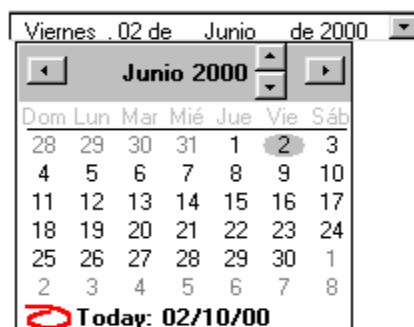 Viernes , 02 de Junio de 2000
Junio 2000
Dom Lun Mar Mié Jue Vie Sáb
28 29 30 31 1 2 3
4 5 6 7 8 9 10
11 12 13 14 15 16 17
18 19 20 21 22 23 24
25 26 27 28 29 30 1
2 3 4 5 6 7 8
Today: 02/10/00